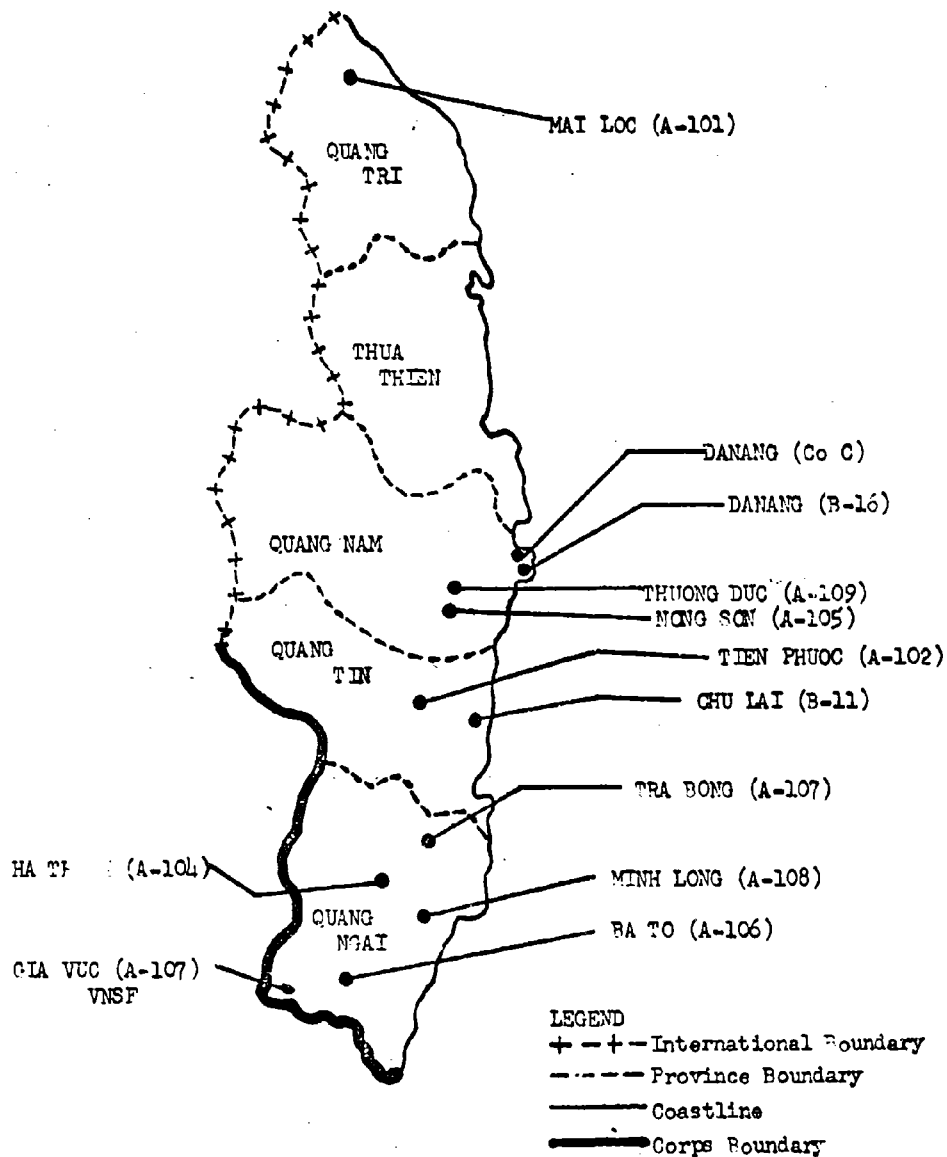 MAI LOC (A-101)
QUANG
TRI
THUA
THIEN
DANANG (Co C)
DANANG (B-16)
QUANG NAM
THUONG DUC (A-109)
NONG SON (A-105)
QUANG
TIN
TIEN PHUOC (A-102)
CHU LAI (B-11)
TRA BONG (A-107)
HA (A-104)
MINH LONG (A-108)
QUANG
NGAI
BA TO (A-106)
GIA VUC (A-107)
VNSF
LEGEND
International Boundary
Province Boundary
Coastline
Corps Boundary